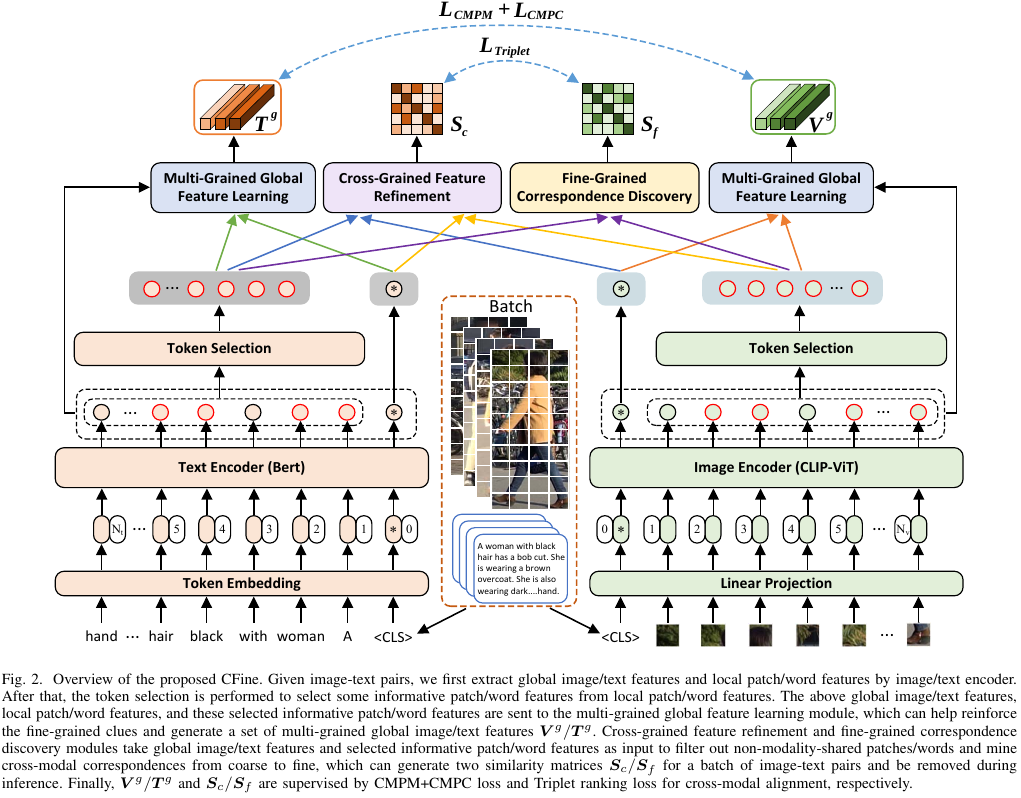 L_CMPM + L_CMPC
L_Triplet
T^g
S_c
S_f
V^g
Multi-Grained Global
Feature Learning
Cross-Grained Feature
Refinement
Fine-Grained
Correspondence Discovery
Multi-Grained Global
Feature Learning
... * * ...
Batch
Token Selection
Token Selection
... * * ...
Text Encoder (Bert)
Image Encoder (CLIP-ViT)
N_t ... 5 4 3 2 1 * 0
0 * 1 2 3 4 5 ... N_v
A woman with black
hair has a bob cut. She
is wearing a brown
overcoat. She is also
wearing dark....hand.
Token Embedding
Linear Projection
hand ... hair black with woman A <CLS>
<CLS> ...
Fig. 2. Overview of the proposed CFine. Given image-text pairs, we first extract global image/text features and local patch/word features by image/text encoder.
After that, the token selection is performed to select some informative patch/word features from local patch/word features. The above global image/text features,
local patch/word features, and these selected informative patch/word features are sent to the multi-grained global feature learning module, which can help reinforce
the fine-grained clues and generate a set of multi-grained global image/text features V^g/T^g. Cross-grained feature refinement and fine-grained correspondence
discovery modules take global image/text features and selected informative patch/word features as input to filter out non-modality-shared patches/words and mine
cross-modal correspondences from coarse to fine, which can generate two similarity matrices S_c/S_f for a batch of image-text pairs and be removed during
inference. Finally, V^g/T^g and S_c/S_f are supervised by CMPM+CMPC loss and Triplet ranking loss for cross-modal alignment, respectively.